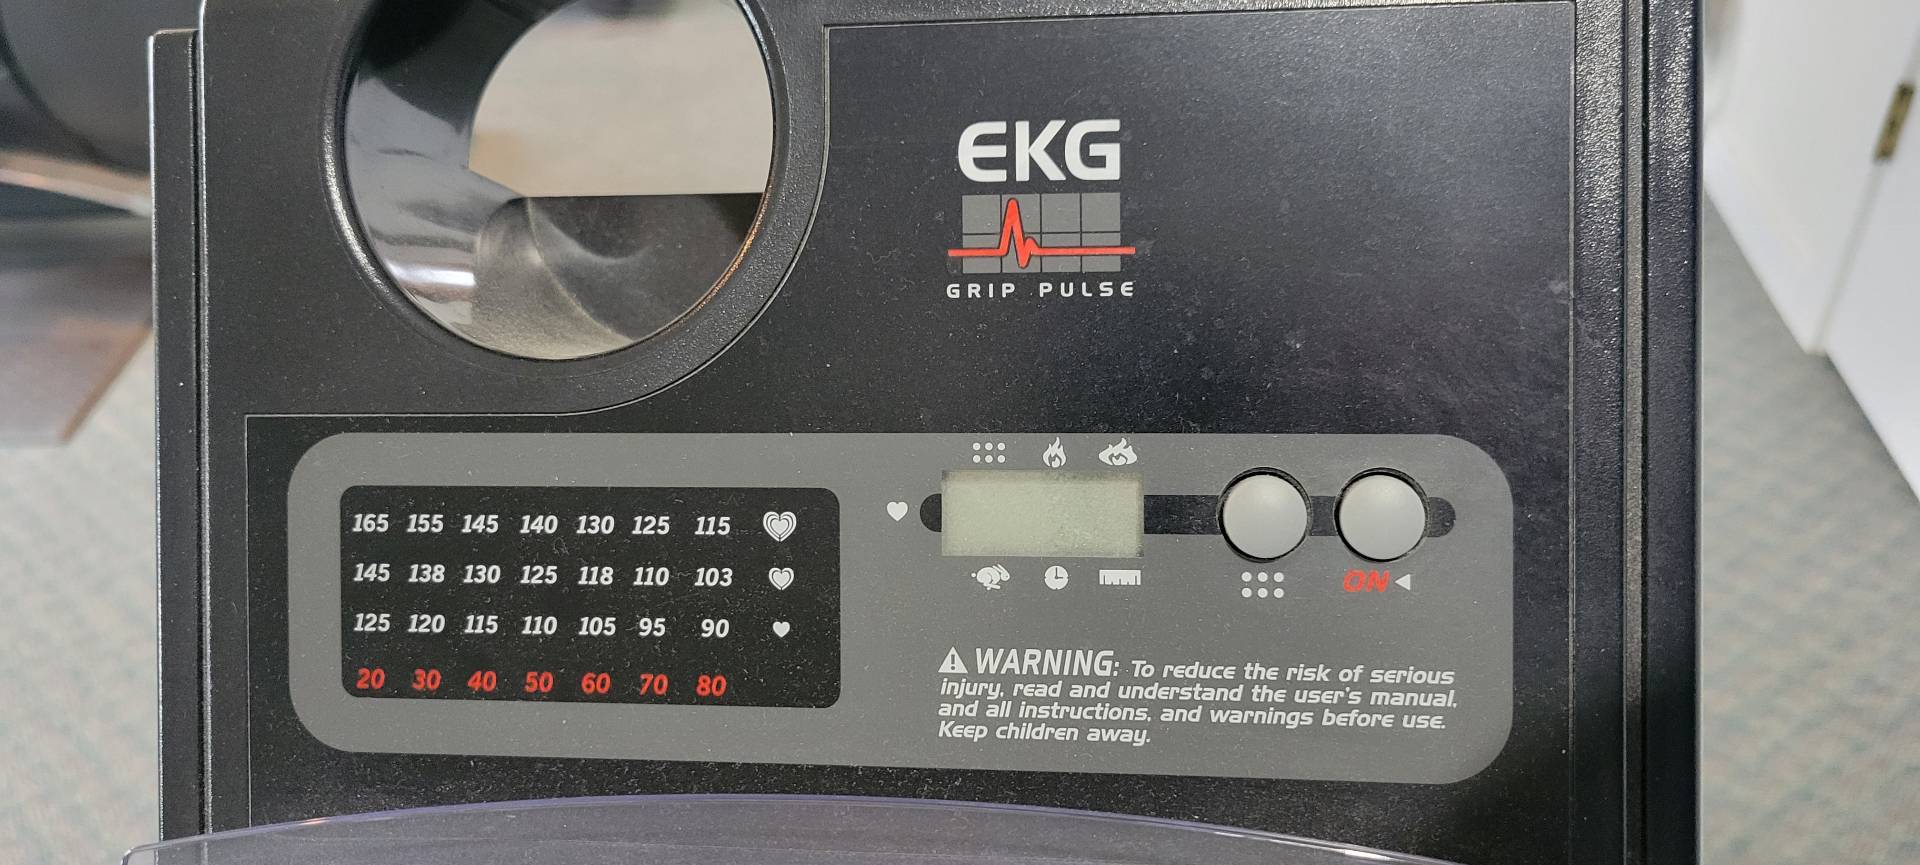 EKG
GRIP PULSE
165 155 145 140 130 125 115
145 138 130 125 118 110 103
125 120 115 110 105 95 90
20 30 40 50 60 70 80
ON
WARNING: To reduce the risk of serious
injury, read and understand the user's manual,
and all instructions, and warnings before use.
Keep children away.